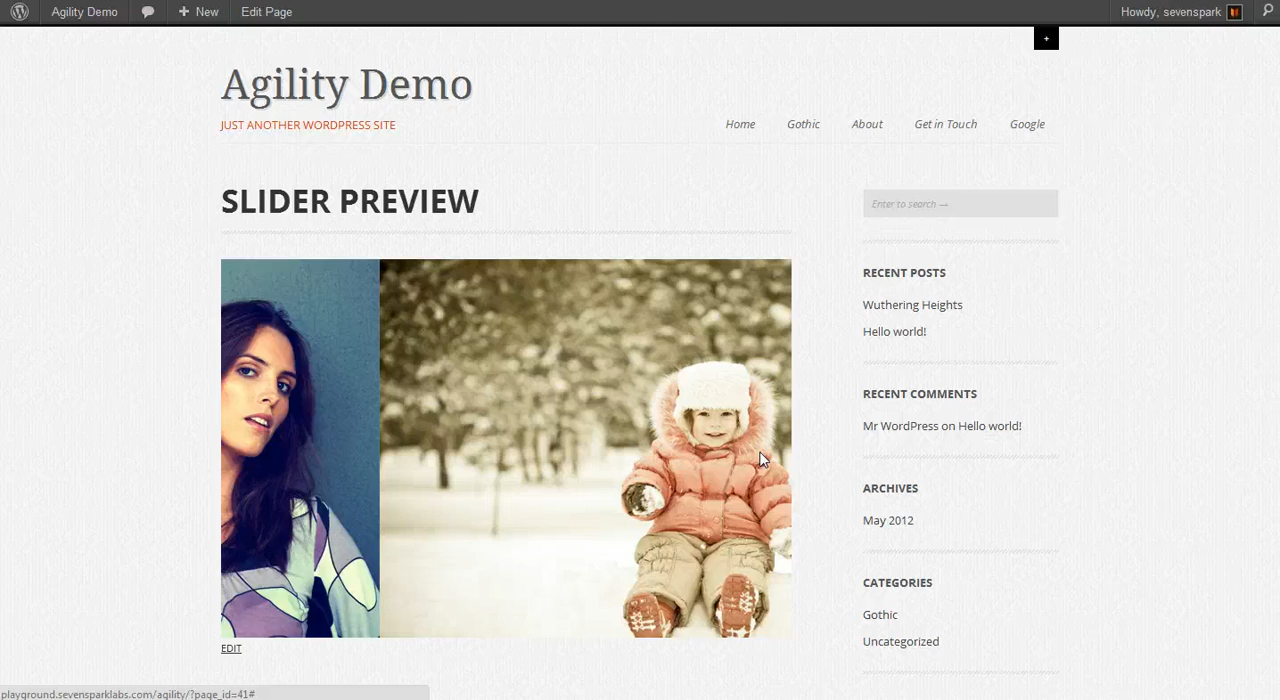 Agility Demo
New
Edit Page
Howdy, sevenspark
+
Agility Demo
JUST ANOTHER WORDPRESS SITE
Home Gothic About Get in Touch Google
SLIDER PREVIEW
Enter to search →
RECENT POSTS
Wuthering Heights
Hello world!
RECENT COMMENTS
Mr WordPress on Hello world!
ARCHIVES
May 2012
CATEGORIES
Gothic
Uncategorized
EDIT
playground.sevensparklabs.com/agility/?page_id=41#